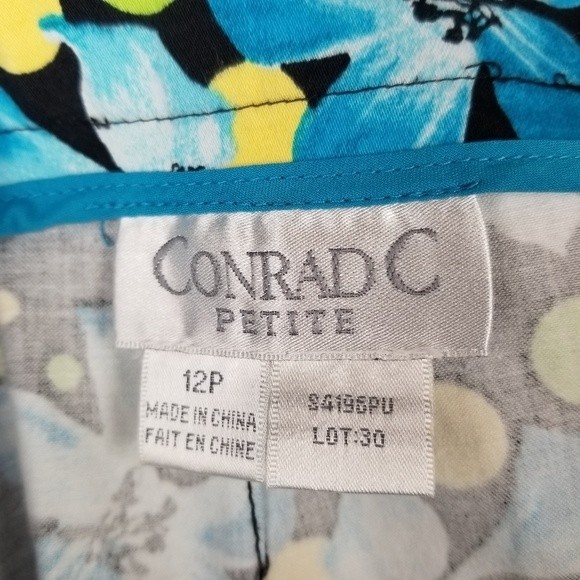 CONRAD C
PETITE
12P
MADE IN CHINA
FAIT EN CHINE
S4195PU
LOT:30